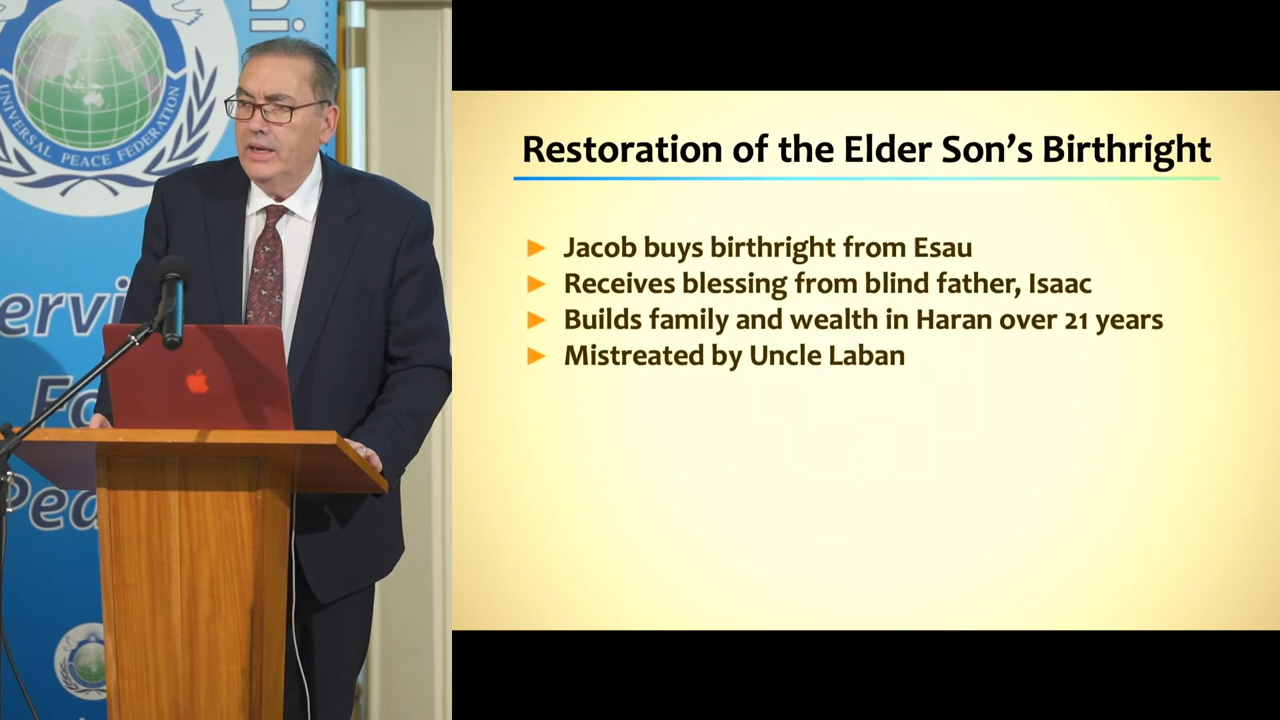 UNIVERSAL PEACE FEDERATION
Restoration of the Elder Son's Birthright
► Jacob buys birthright from Esau
► Receives blessing from blind father, Isaac
► Builds family and wealth in Haran over 21 years
► Mistreated by Uncle Laban